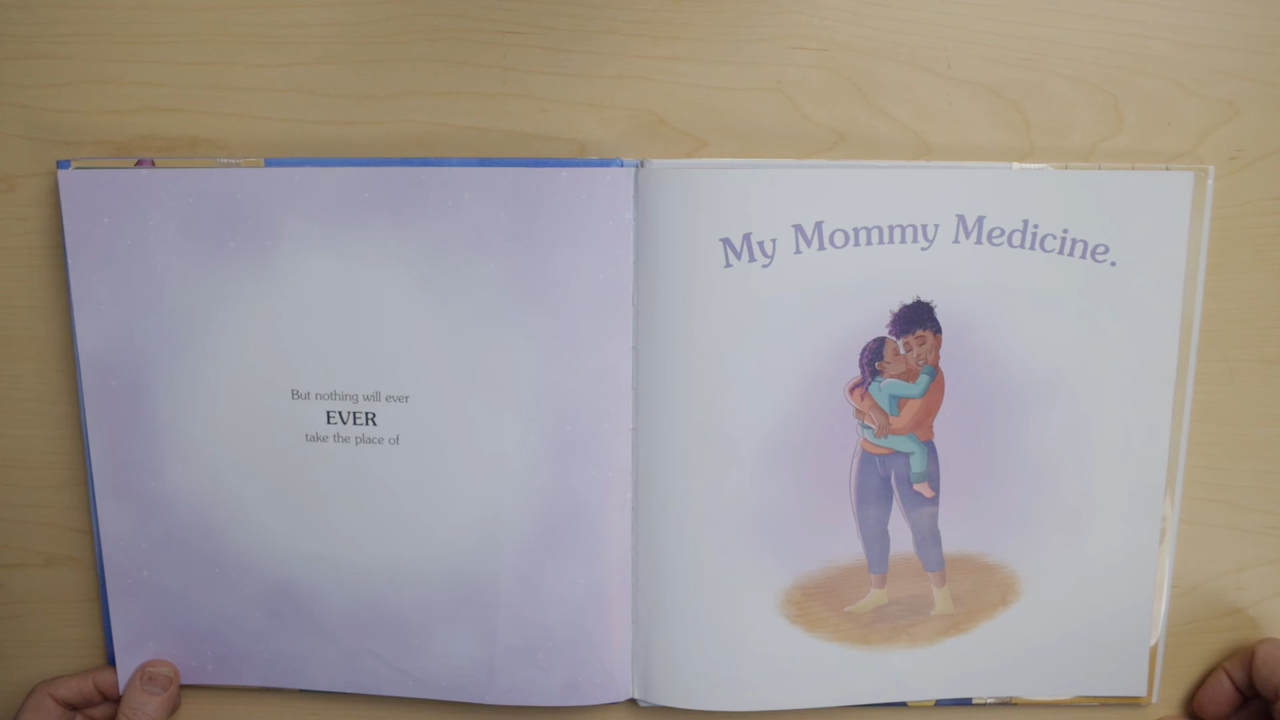 But nothing will ever
EVER
take the place of
My Mommy Medicine.